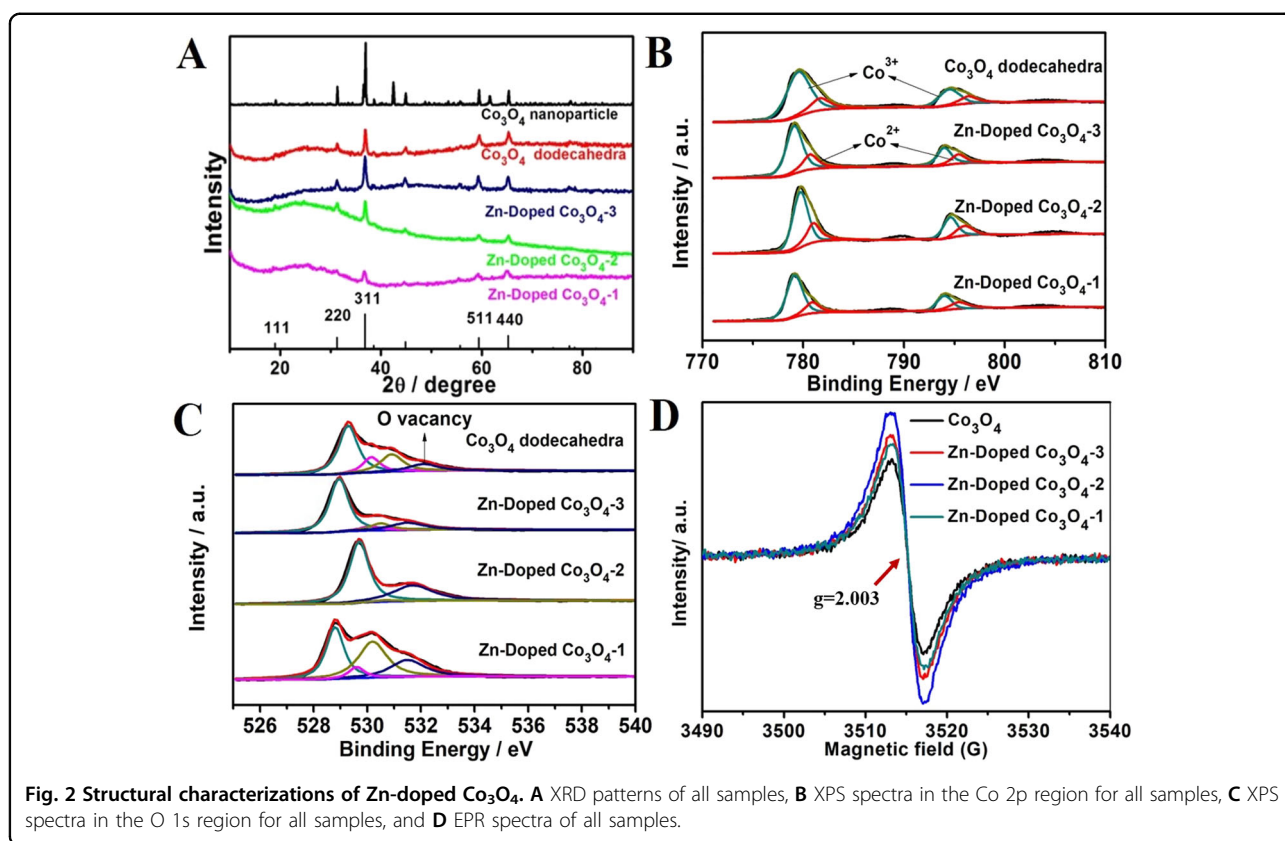 A
Intensity
Co₃O₄ nanoparticle
Co₃O₄ dodecahedra
Zn-Doped Co₃O₄-3
Zn-Doped Co₃O₄-2
Zn-Doped Co₃O₄-1
111
220
311
511
440
20 40 60 80
2θ / degree
B
Intensity / a.u.
Co³⁺
Co₃O₄ dodecahedra
Co²⁺
Zn-Doped Co₃O₄-3
Zn-Doped Co₃O₄-2
Zn-Doped Co₃O₄-1
770 780 790 800 810
Binding Energy / eV
C
Intensity / a.u.
O vacancy
Co₃O₄ dodecahedra
Zn-Doped Co₃O₄-3
Zn-Doped Co₃O₄-2
Zn-Doped Co₃O₄-1
526 528 530 532 534 536 538 540
Binding Energy / eV
D
Intensity/ a.u.
Co₃O₄
Zn-Doped Co₃O₄-3
Zn-Doped Co₃O₄-2
Zn-Doped Co₃O₄-1
g=2.003
3490 3500 3510 3520 3530 3540
Magnetic field (G)
Fig. 2 Structural characterizations of Zn-doped Co₃O₄. A XRD patterns of all samples, B XPS spectra in the Co 2p region for all samples, C XPS
spectra in the O 1s region for all samples, and D EPR spectra of all samples.